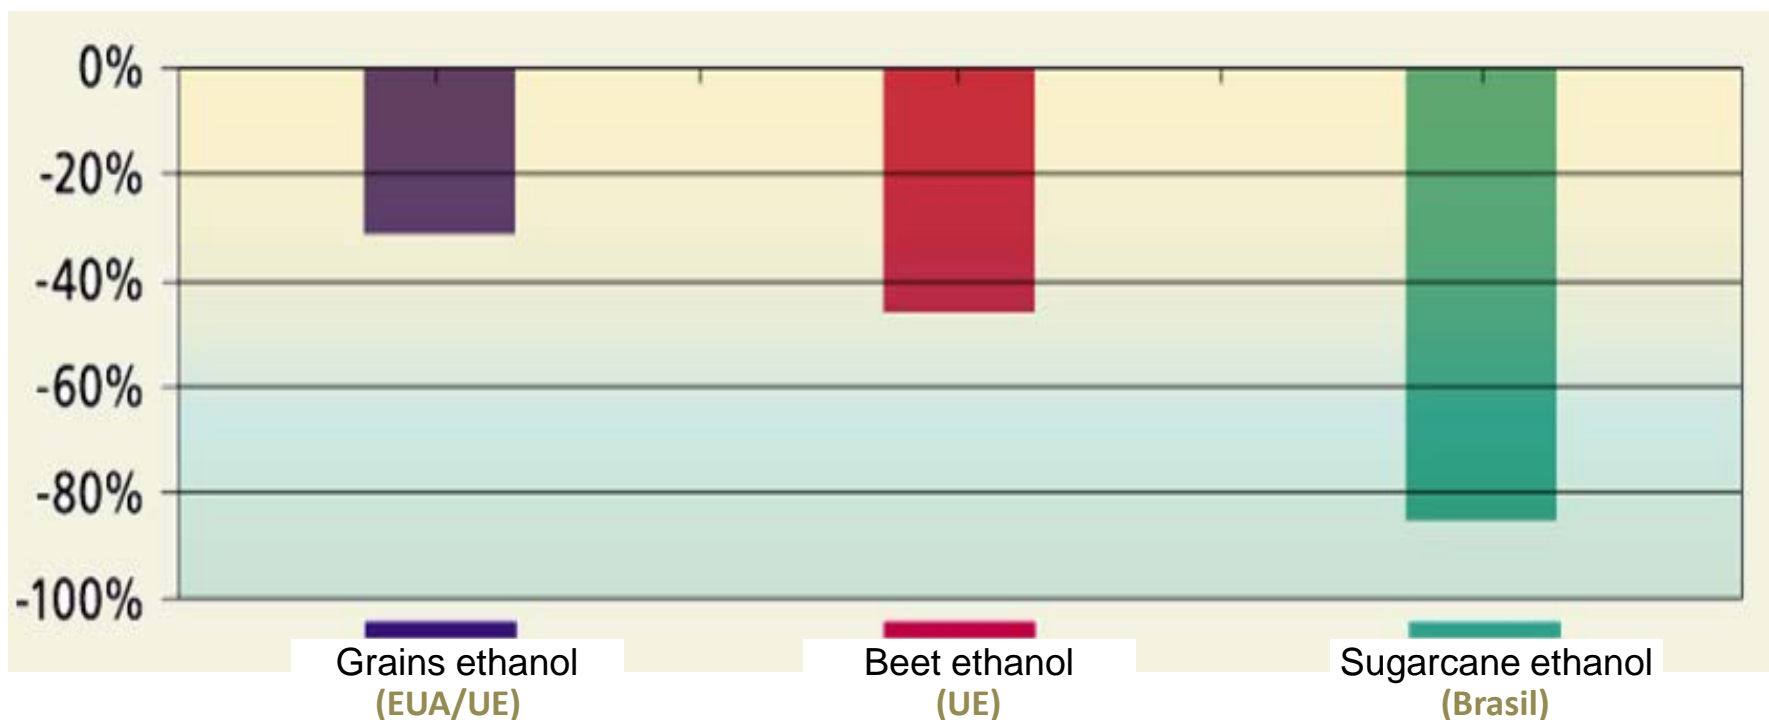 0%
-20%
-40%
-60%
-80%
-100%
Grains ethanol
(EUA/UE)
Beet ethanol
(UE)
Sugarcane ethanol
(Brasil)